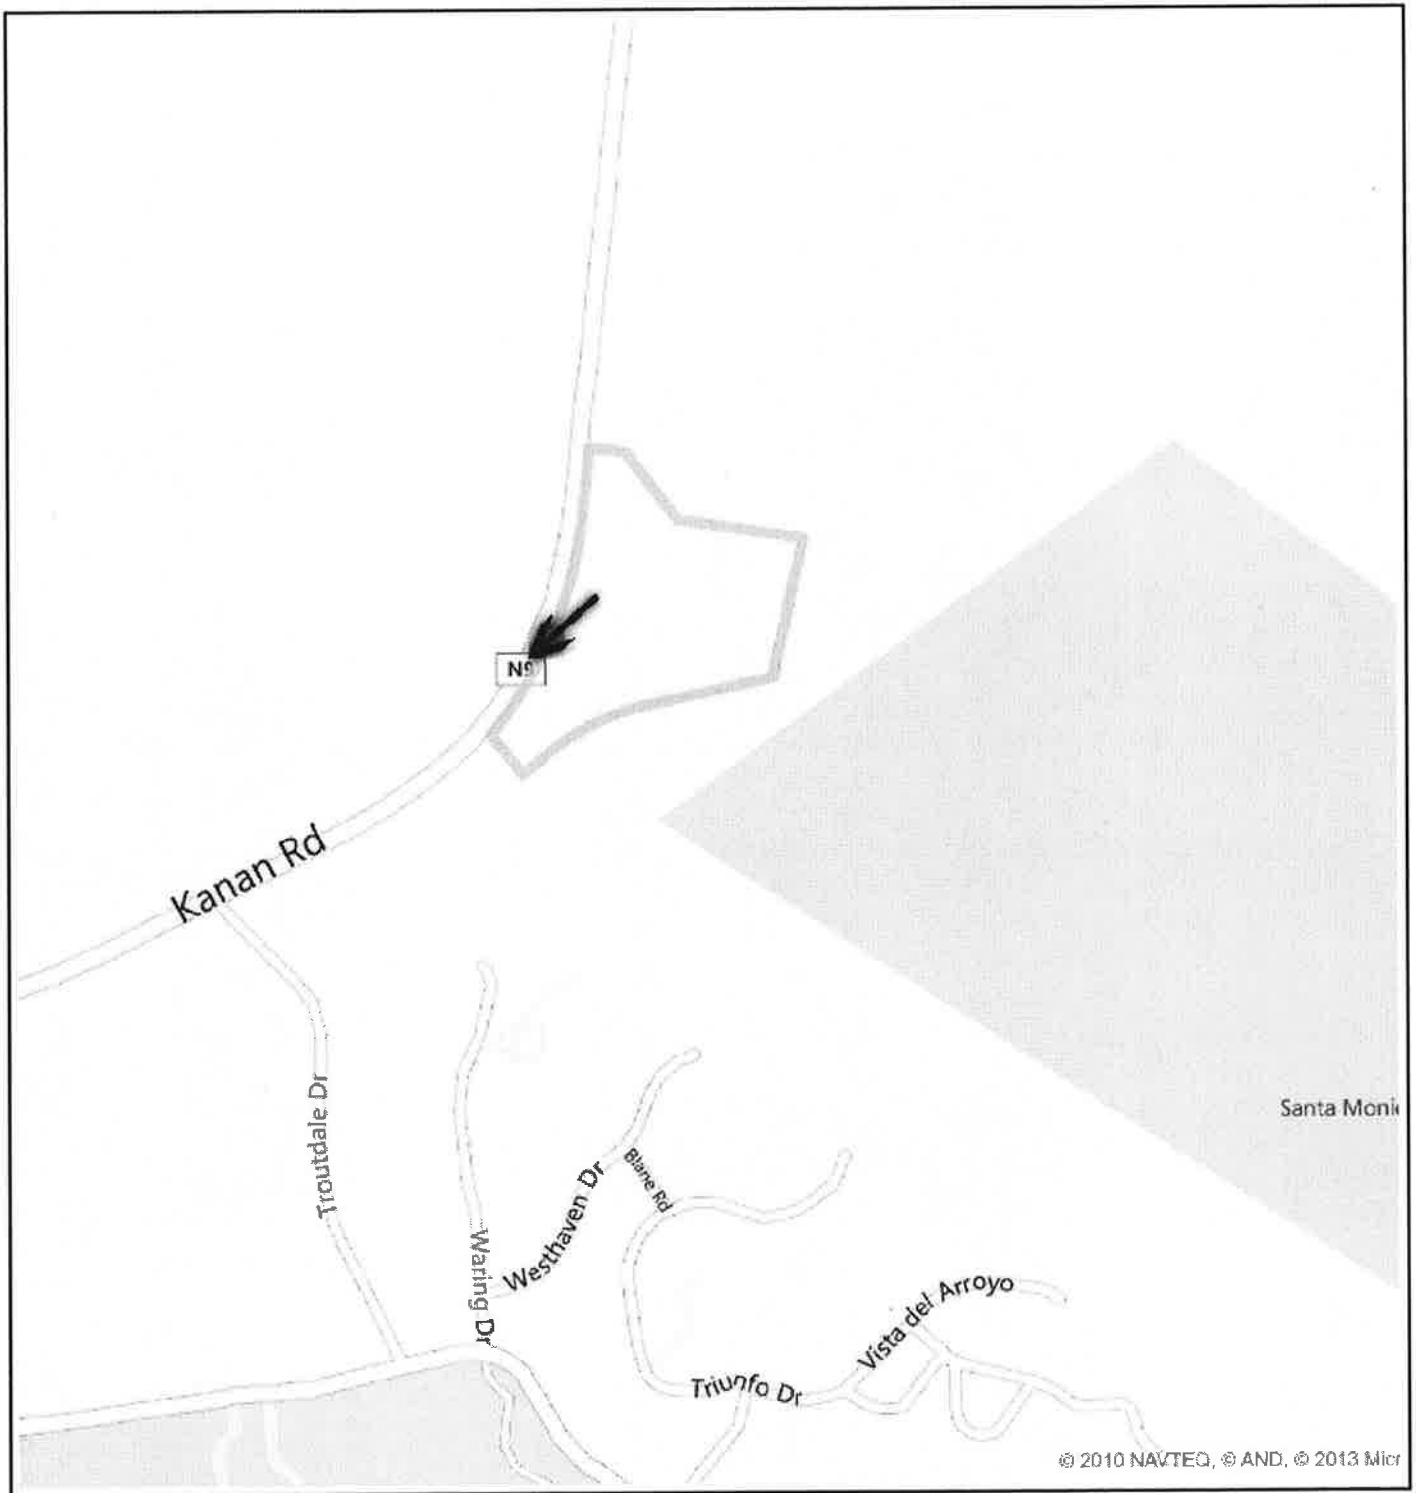 N9
Kanan Rd
Troutdale Dr
Santa Moni
Blane Rd
Westhaven Dr
Waring Dr
Vista del Arroyo
Triunfo Dr
© 2010 NAVTEQ, © AND, © 2013 Micr